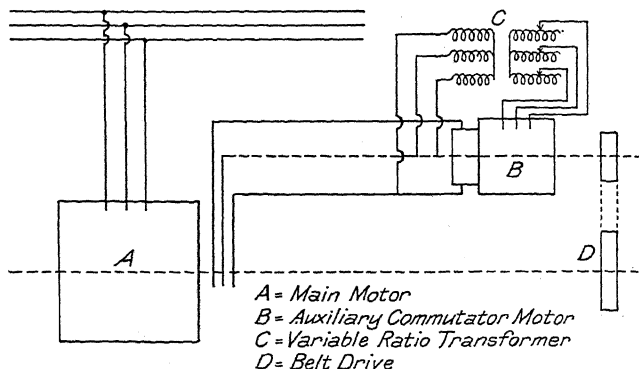 C
B
A
D
A = Main Motor
B = Auxiliary Commutator Motor
C = Variable Ratio Transformer
D = Belt Drive